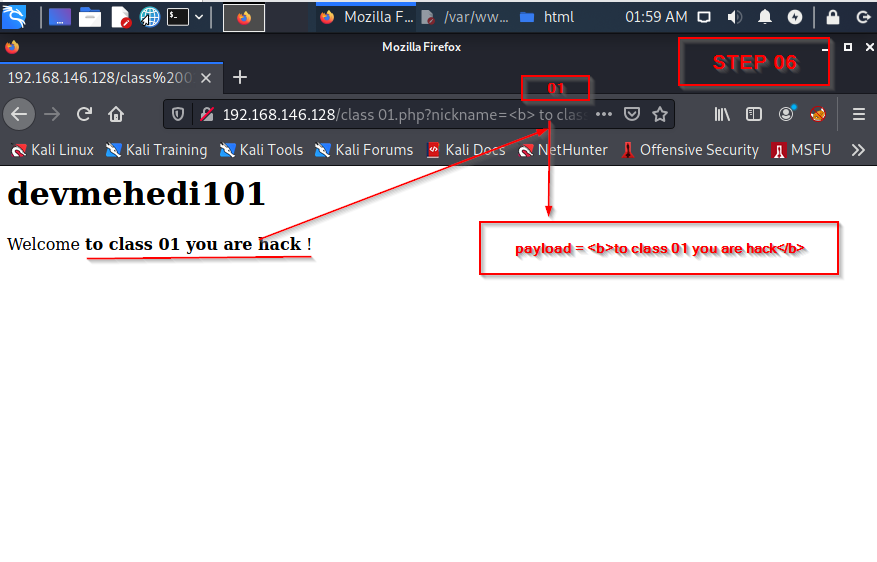 Mozilla F...
/var/ww...
html
01:59 AM
Mozilla Firefox
STEP 06
192.168.146.128/class%200
01
192.168.146.128/class 01.php?nickname=<b> to clas
Kali Linux
Kali Training
Kali Tools
Kali Forums
Kali Docs
NetHunter
Offensive Security
MSFU
devmehedi101
Welcome to class 01 you are hack !
payload = <b>to class 01 you are hack</b>